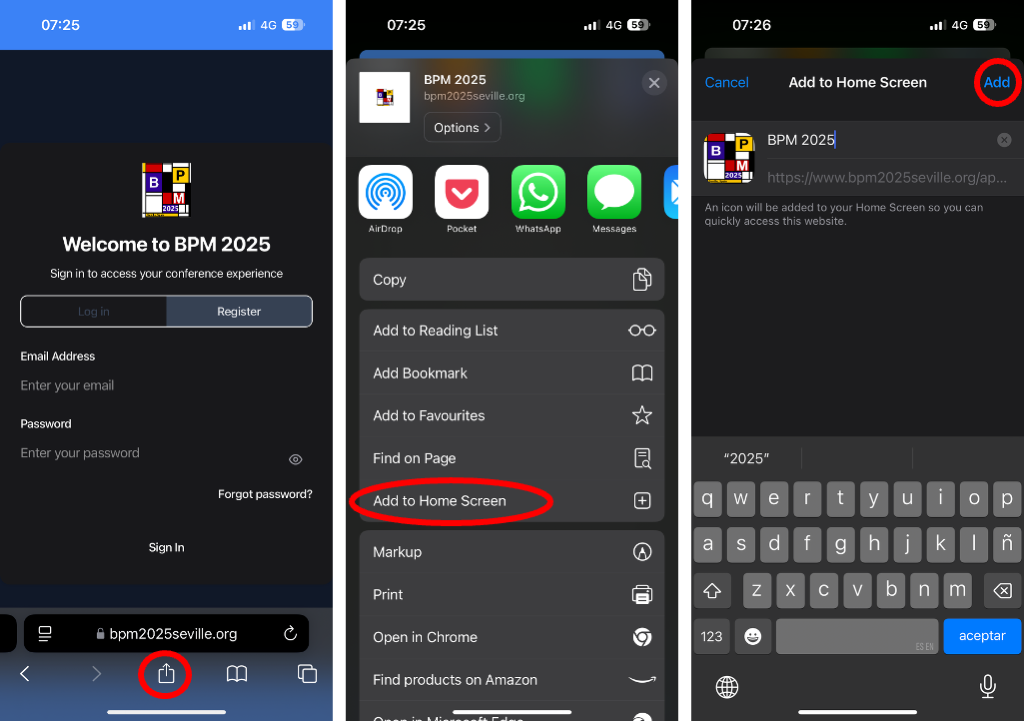 07:25
4G 59
B
P
M
2025
Welcome to BPM 2025
Sign in to access your conference experience
Log in
Register
Email Address
Enter your email
Password
Enter your password
Forgot password?
Sign In
bpm2025seville.org
07:25
4G 59
BPM 2025
bpm2025seville.org
Options
AirDrop
Pocket
WhatsApp
Messages
Copy
Add to Reading List
Add Bookmark
Add to Favourites
Find on Page
Add to Home Screen
Markup
Print
Open in Chrome
Find products on Amazon
Open in Microsoft Edge
07:26
4G 59
Cancel
Add to Home Screen
Add
B
P
M
2025
BPM 2025
https://www.bpm2025seville.org/ap...
An icon will be added to your Home Screen so you can
quickly access this website.
“2025”
q w e r t y u i o p
a s d f g h j k l ñ
z x c v b n m
123
ES EN
aceptar